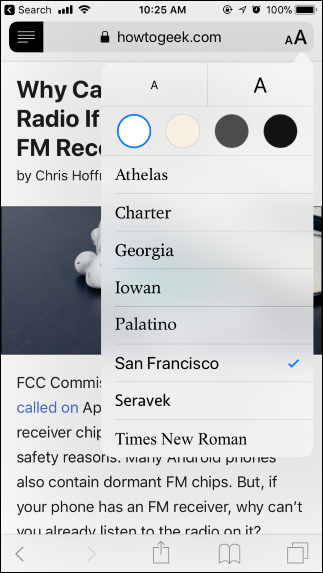 Search 10:25 AM 100%
howtogeek.com AA
A A
Why Ca
Radio If
FM Rece
by Chris Hoffm
Athelas
Charter
Georgia
Iowan
Palatino
San Francisco
Seravek
Times New Roman
FCC Commis
called on Ap
receiver chip
safety reasons. Many Android phones
also contain dormant FM chips. But, if
your phone has an FM receiver, why can't
you already listen to the radio on it?